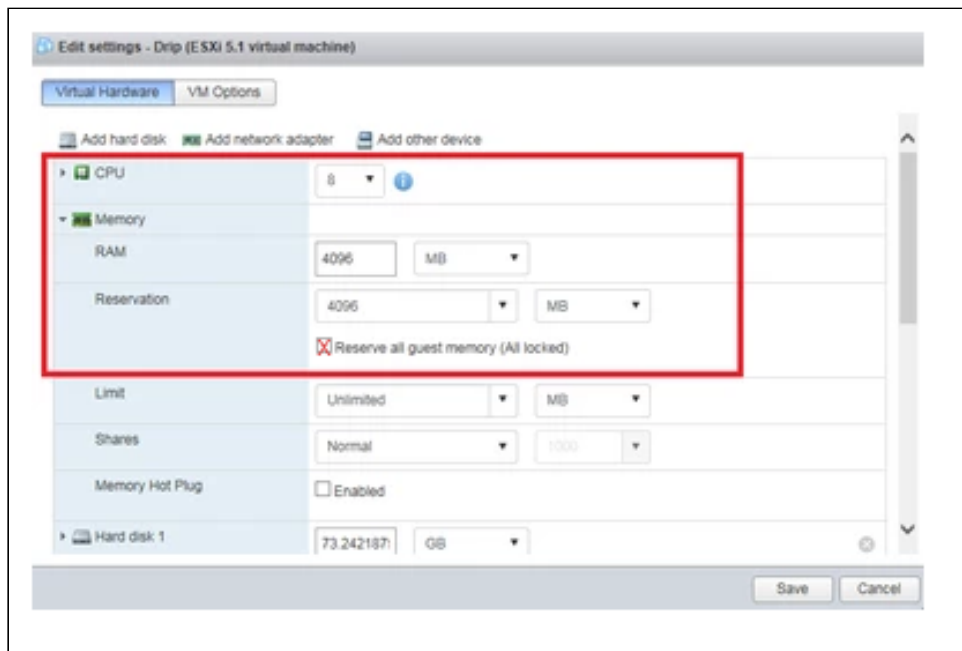 Edit settings - Drip (ESXi 5.1 virtual machine)
Virtual Hardware VM Options
Add hard disk Add network adapter Add other device
CPU 8
Memory
RAM 4096 MB
Reservation 4096 MB
Reserve all guest memory (All locked)
Limit Unlimited MB
Shares Normal 1000
Memory Hot Plug Enabled
Hard disk 1 73.242187 GB
Save Cancel